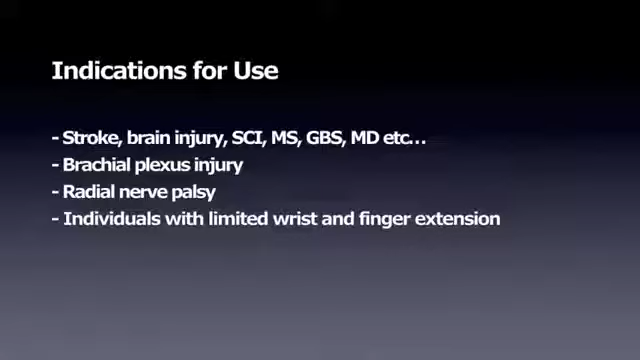 Indications for Use
- Stroke, brain injury, SCI, MS, GBS, MD etc...
- Brachial plexus injury
- Radial nerve palsy
- Individuals with limited wrist and finger extension